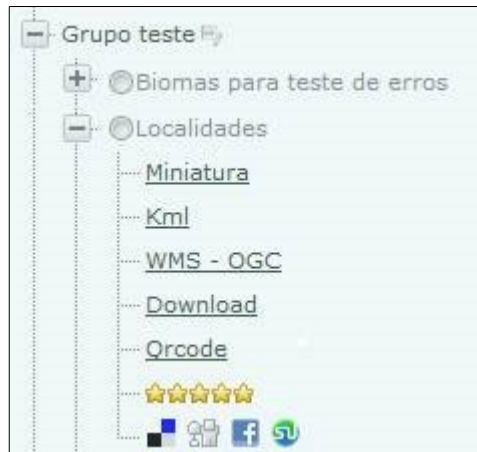 Grupo teste
Biomas para teste de erros
Localidades
Miniatura
Kml
WMS - OGC
Download
Qrcode